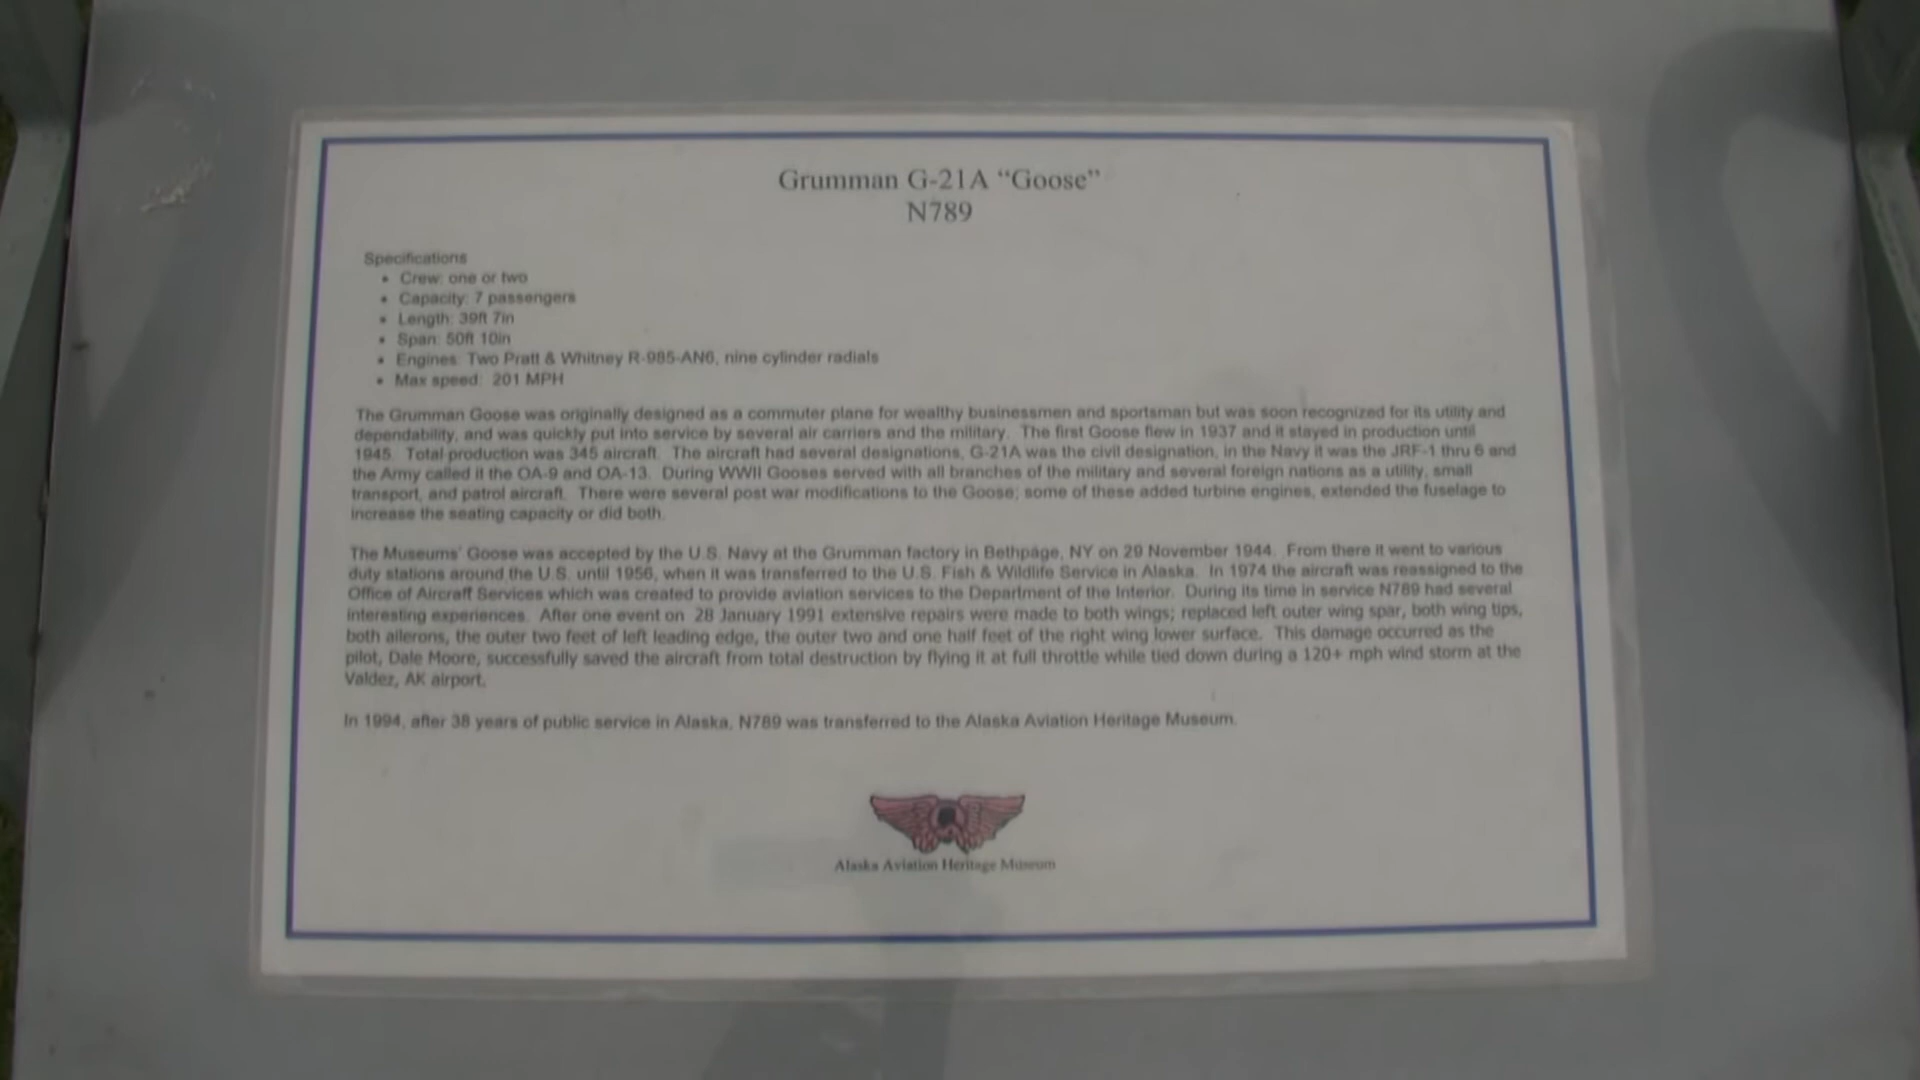 Grumman G-21A “Goose”
N789
Specifications
• Crew: one or two
• Capacity: 7 passengers
• Length: 39ft 7in
• Span: 50ft 10in
• Engines: Two Pratt & Whitney R-985-AN6, nine cylinder radials
• Max speed: 201 MPH
The Grumman Goose was originally designed as a commuter plane for wealthy businessmen and sportsman but was soon recognized for its utility and
dependability, and was quickly put into service by several air carriers and the military. The first Goose flew in 1937 and it stayed in production until
1945. Total production was 345 aircraft. The aircraft had several designations, G-21A was the civil designation, in the Navy it was the JRF-1 thru 6 and
the Army called it the OA-9 and OA-13. During WWII Gooses served with all branches of the military and several foreign nations as a utility, small
transport, and patrol aircraft. There were several post war modifications to the Goose; some of these added turbine engines, extended the fuselage to
increase the seating capacity or did both.
The Museums' Goose was accepted by the U.S. Navy at the Grumman factory in Bethpage, NY on 29 November 1944. From there it went to various
duty stations around the U.S. until 1956, when it was transferred to the U.S. Fish & Wildlife Service in Alaska. In 1974 the aircraft was reassigned to the
Office of Aircraft Services which was created to provide aviation services to the Department of the Interior. During its time in service N789 had several
interesting experiences. After one event on 28 January 1991 extensive repairs were made to both wings; replaced left outer wing spar, both wing tips,
both ailerons, the outer two feet of left leading edge, the outer two and one half feet of the right wing lower surface. This damage occurred as the
pilot, Dale Moore, successfully saved the aircraft from total destruction by flying it at full throttle while tied down during a 120+ mph wind storm at the
Valdez, AK airport.
In 1994, after 38 years of public service in Alaska, N789 was transferred to the Alaska Aviation Heritage Museum.
Alaska Aviation Heritage Museum